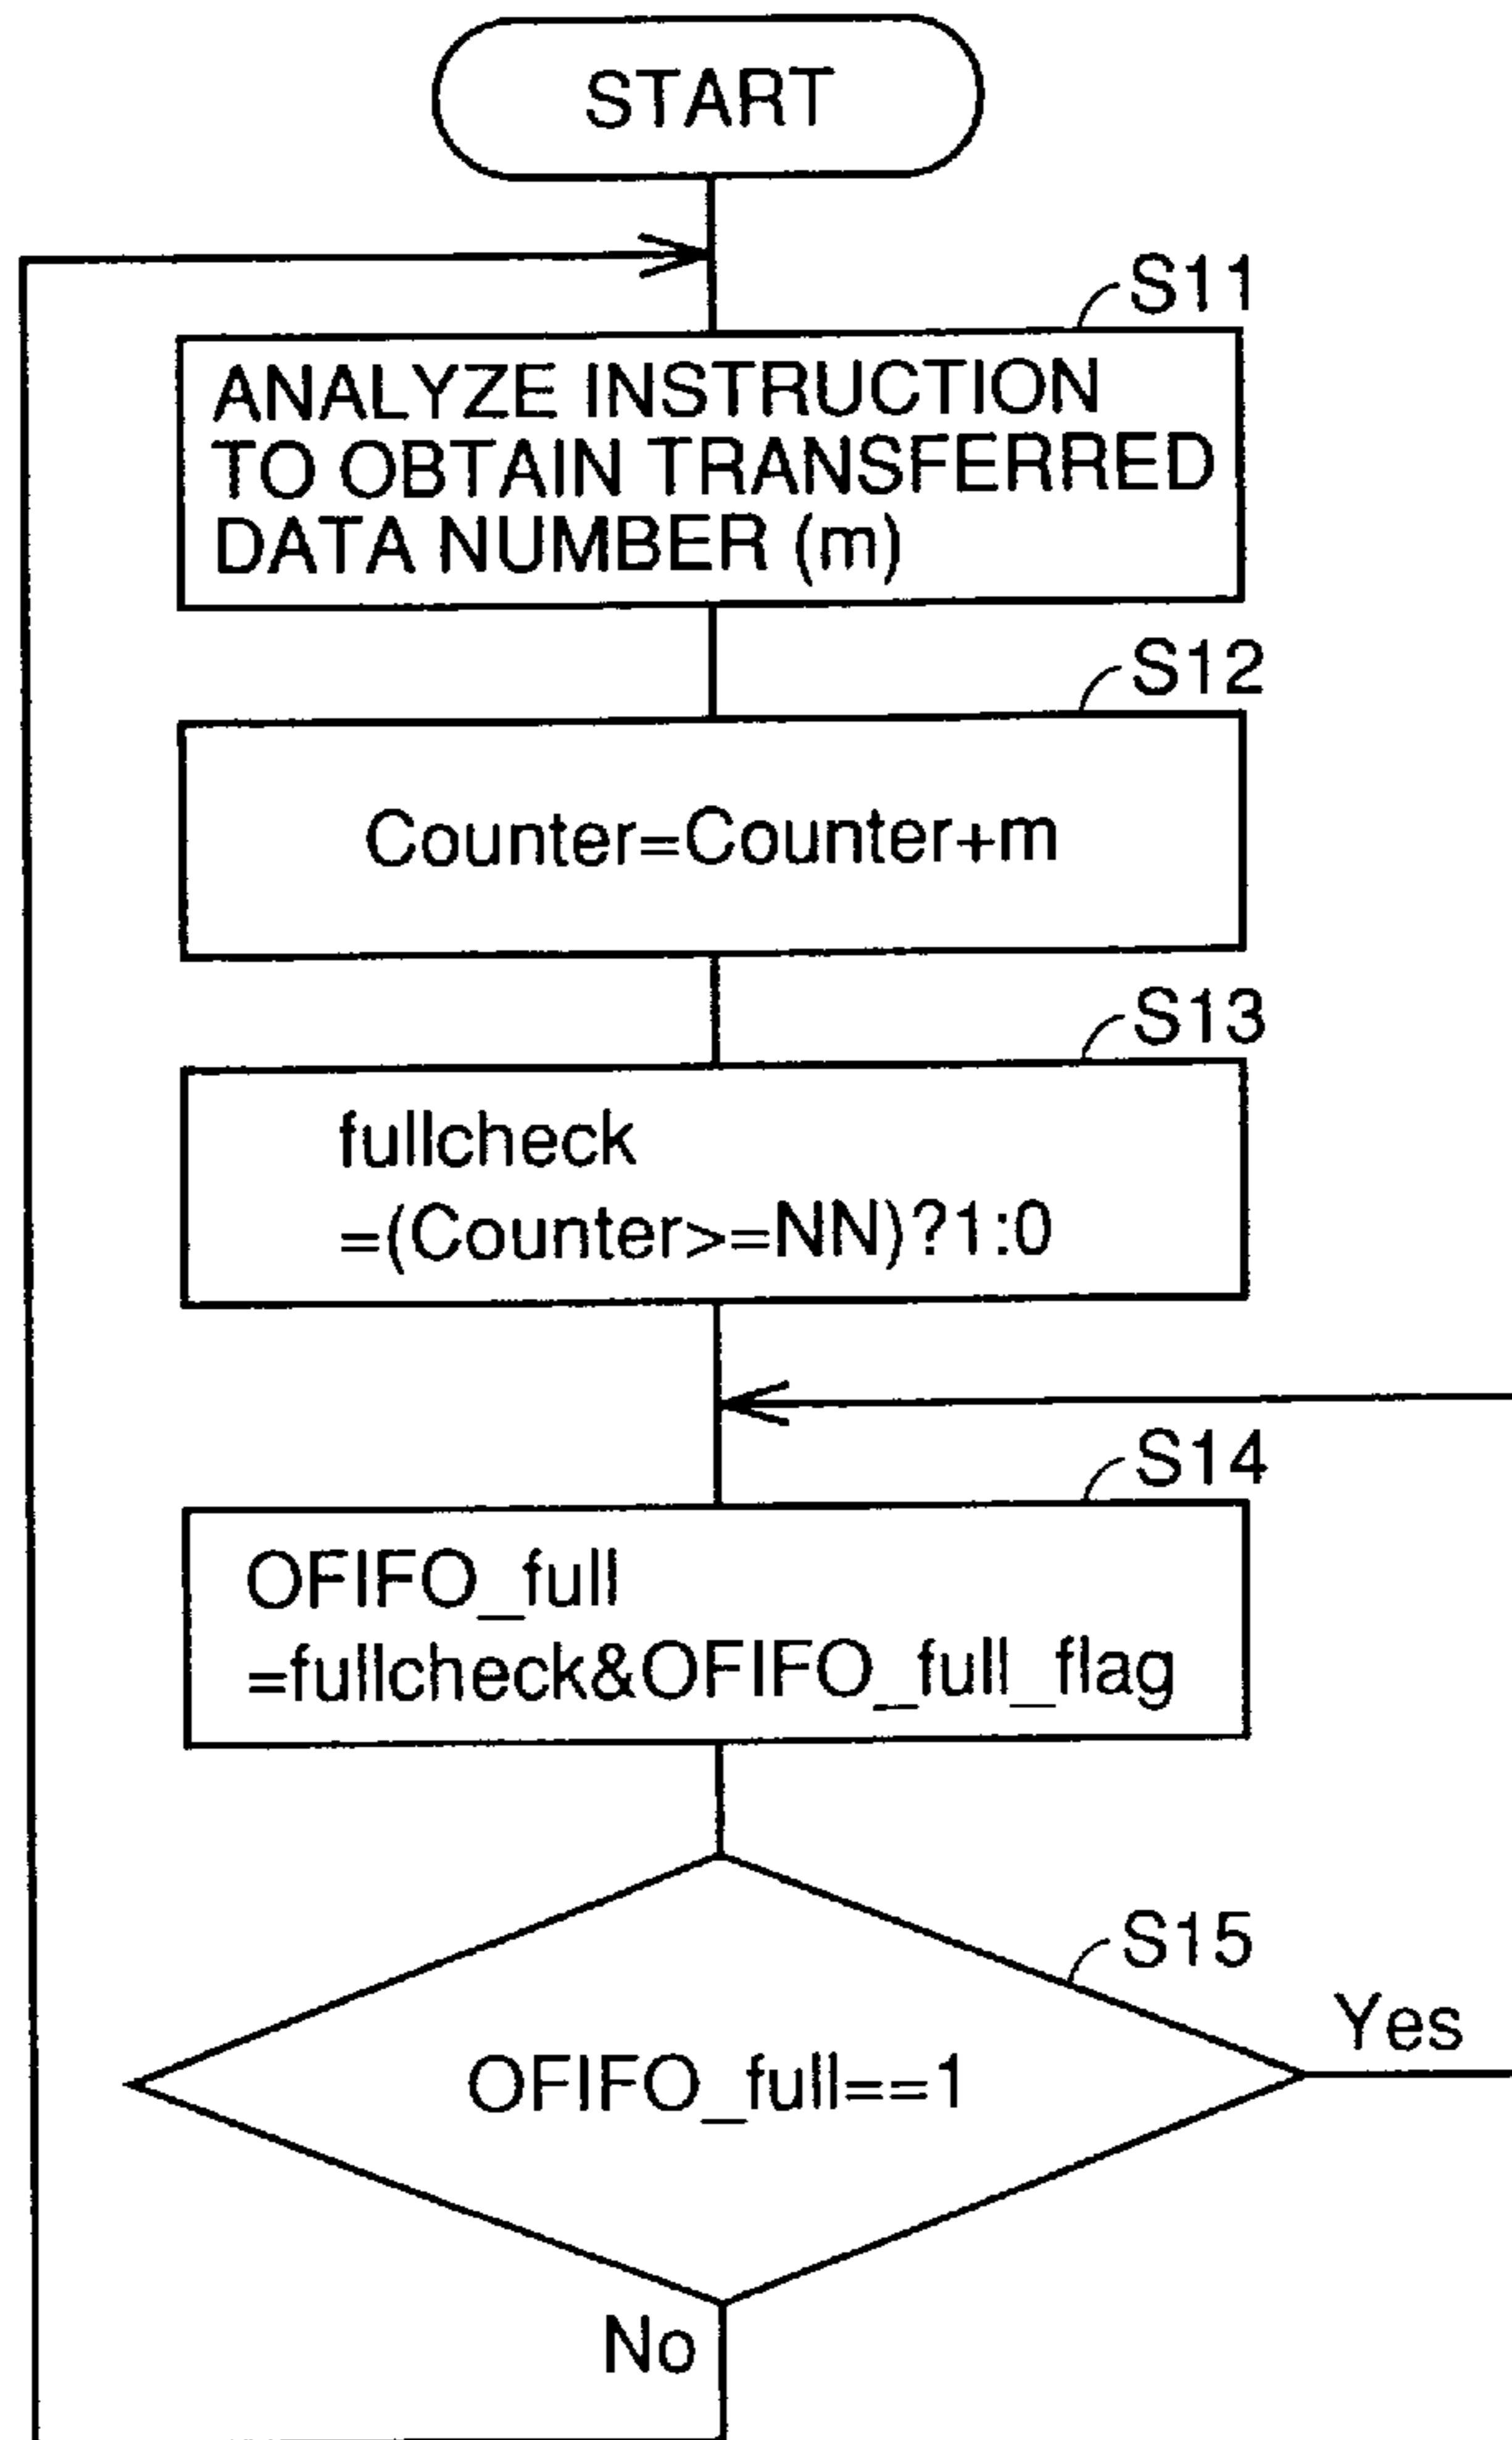 START
S11
ANALYZE INSTRUCTION
TO OBTAIN TRANSFERRED
DATA NUMBER (m)
S12
Counter=Counter+m
S13
fullcheck
=(Counter>=NN)?1:0
S14
OFIFO_full
=fullcheck&OFIFO_full_flag
S15
Yes
OFIFO_full==1
No